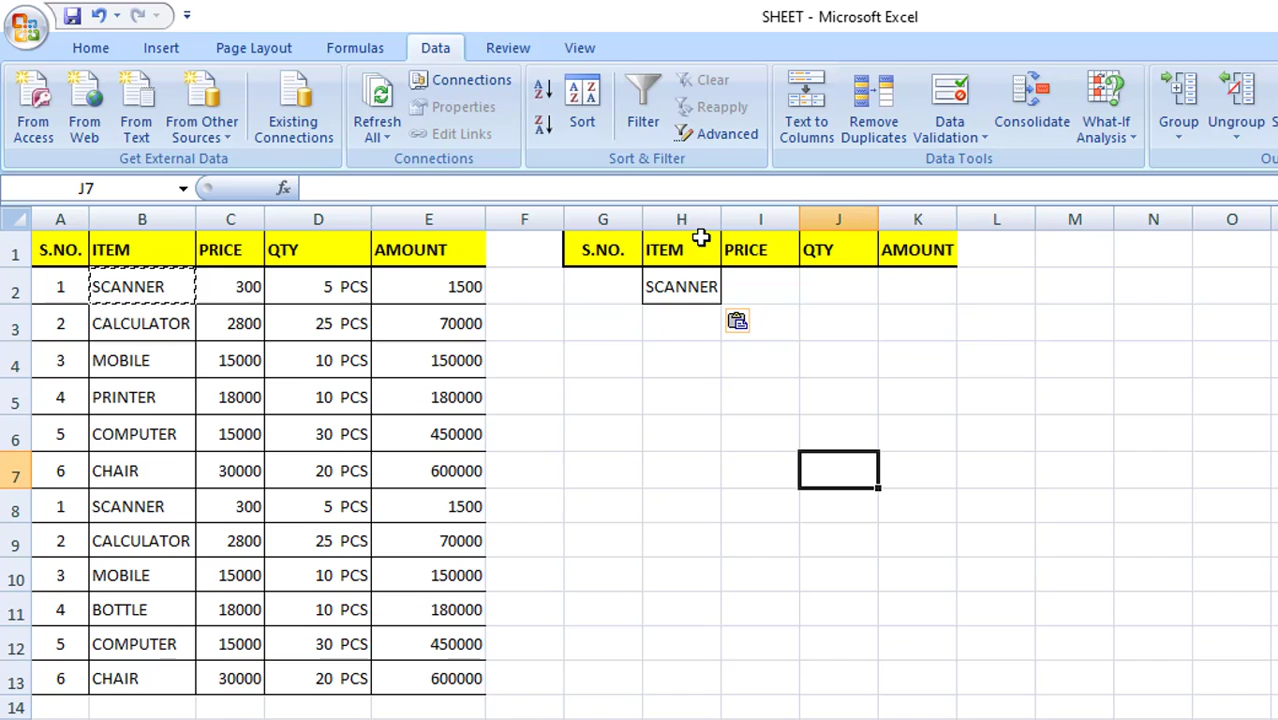 SHEET - Microsoft Excel
Home Insert Page Layout Formulas Data Review View
From Access
From Web
From Text
From Other Sources
Existing Connections
Get External Data
Refresh All
Connections
Properties
Edit Links
Connections
Sort
Filter
Clear
Reapply
Advanced
Sort & Filter
Text to Columns
Remove Duplicates
Data Validation
Consolidate
What-If Analysis
Data Tools
Group
Ungroup
J7 fx
A B C D E F G H I J K L M N O
1 S.NO. ITEM PRICE QTY AMOUNT S.NO. ITEM PRICE QTY AMOUNT
2 1 SCANNER 300 5 PCS 1500 SCANNER
3 2 CALCULATOR 2800 25 PCS 70000
4 3 MOBILE 15000 10 PCS 150000
5 4 PRINTER 18000 10 PCS 180000
6 5 COMPUTER 15000 30 PCS 450000
7 6 CHAIR 30000 20 PCS 600000
8 1 SCANNER 300 5 PCS 1500
9 2 CALCULATOR 2800 25 PCS 70000
10 3 MOBILE 15000 10 PCS 150000
11 4 BOTTLE 18000 10 PCS 180000
12 5 COMPUTER 15000 30 PCS 450000
13 6 CHAIR 30000 20 PCS 600000
14